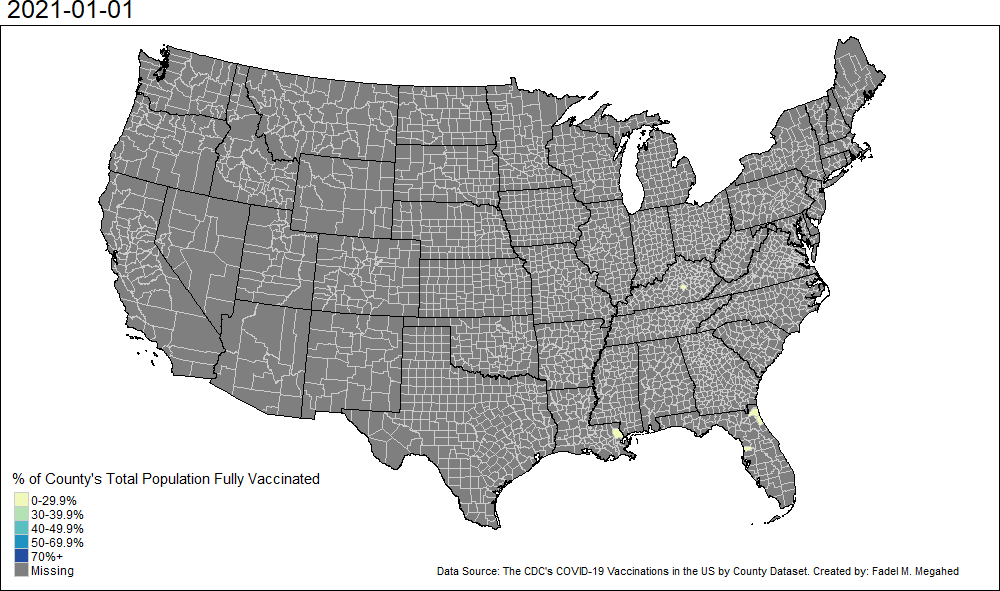 2021-01-01
% of County's Total Population Fully Vaccinated
0-29.9%
30-39.9%
40-49.9%
50-69.9%
70%+
Missing
Data Source: The CDC's COVID-19 Vaccinations in the US by County Dataset. Created by: Fadel M. Megahed